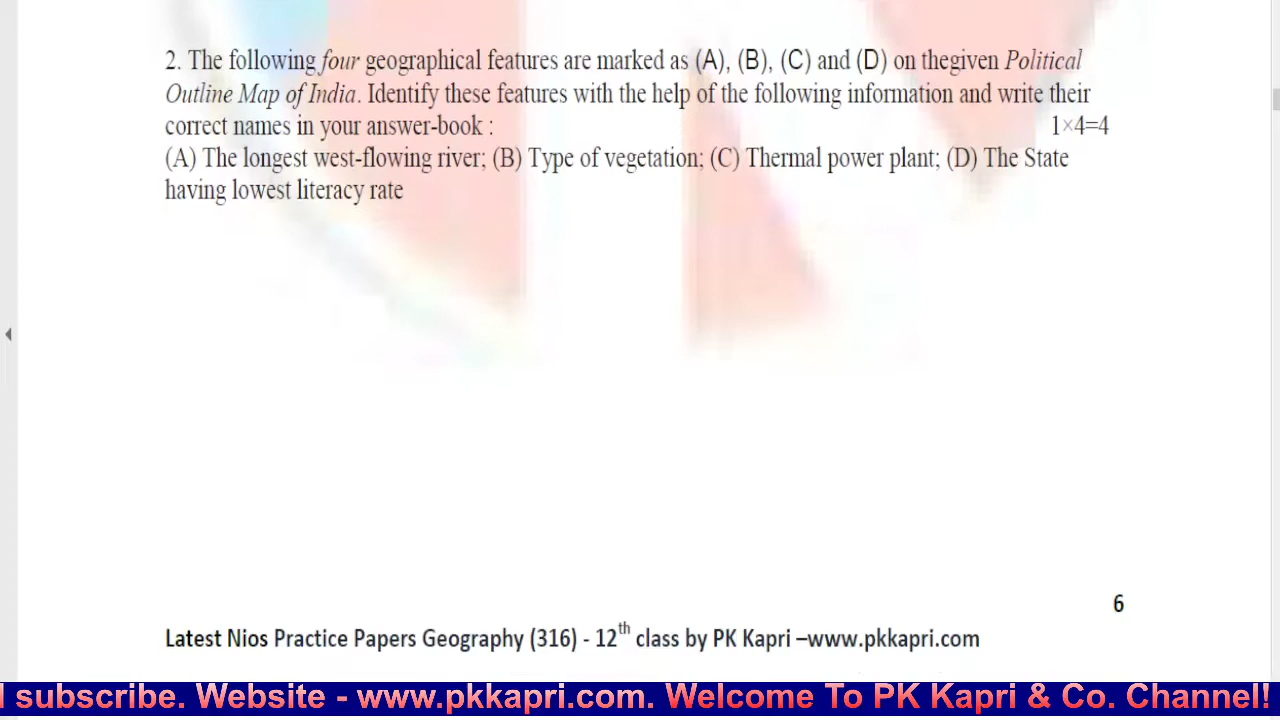 2. The following four geographical features are marked as (A), (B), (C) and (D) on thegiven Political
Outline Map of India. Identify these features with the help of the following information and write their
correct names in your answer-book : 1×4=4
(A) The longest west-flowing river; (B) Type of vegetation; (C) Thermal power plant; (D) The State
having lowest literacy rate
6
Latest Nios Practice Papers Geography (316) - 12th class by PK Kapri –www.pkkapri.com
subscribe. Website - www.pkkapri.com. Welcome To PK Kapri & Co. Channel!